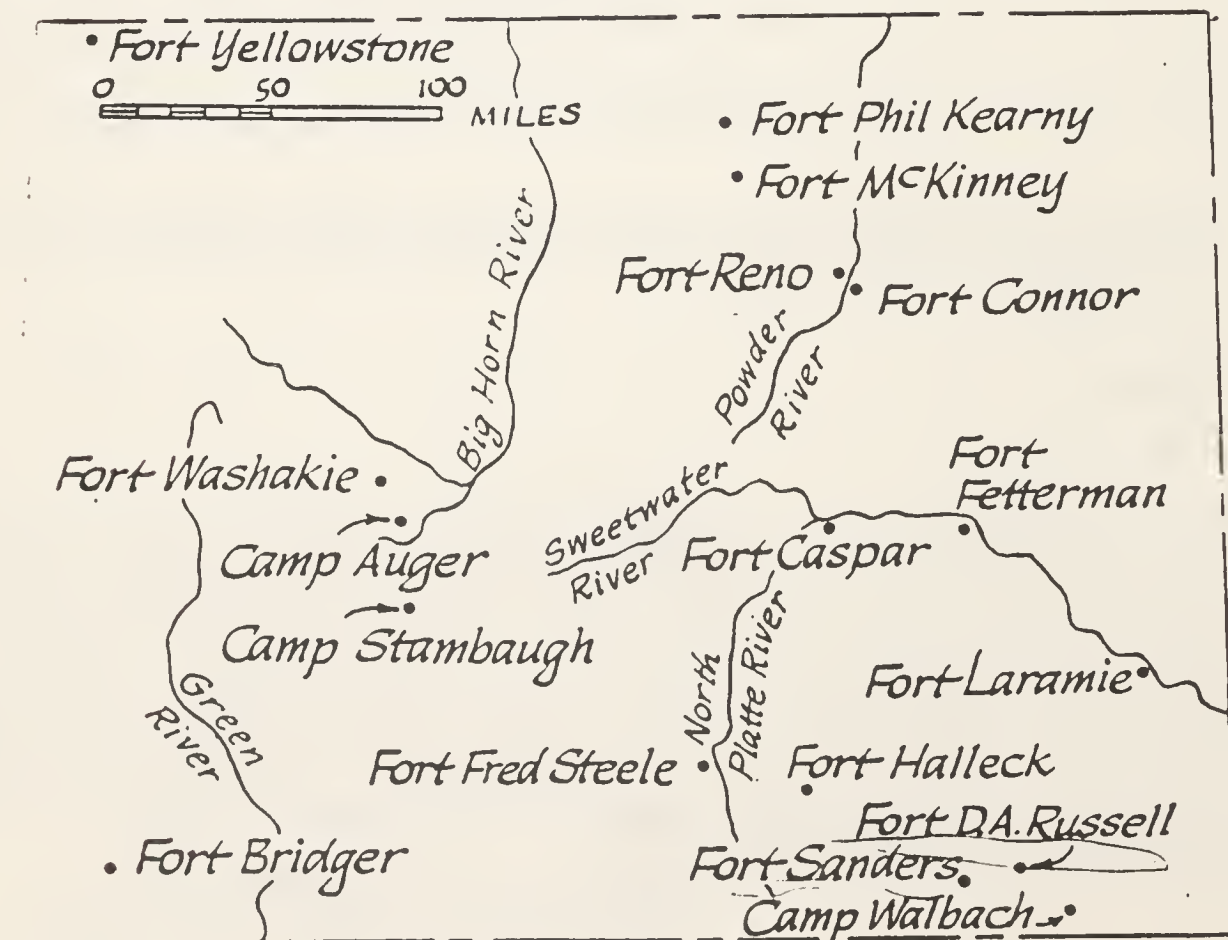 Fort Yellowstone
0 50 100
MILES
Fort Phil Kearny
Fort McKinney
Big Horn River
Fort Reno
Fort Connor
Powder
River
Fort
Fetterman
Fort Washakie
Sweetwater
River
Fort Caspar
Camp Auger
Camp Stambaugh
North
Platte River
Fort Laramie
Green
River
Fort Fred Steele
Fort Halleck
Fort D.A. Russell
Fort Bridger
Fort Sanders
Camp Walbach